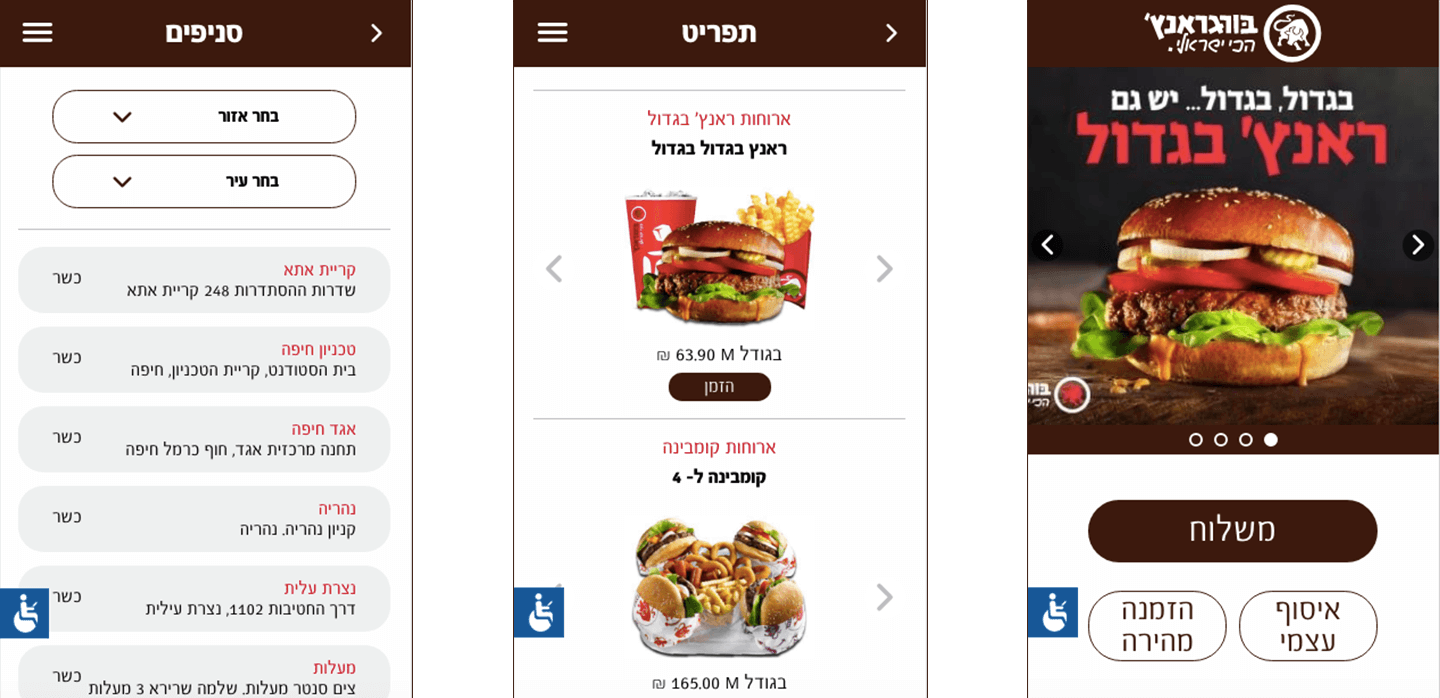 בורגראנץ'
הכי ישראלי.
בגדול, בגדול... יש גם
ראנץ' בגדול
משלוח
איסוף
עצמי
הזמנה
מהירה
תפריט
ארוחות ראנץ' בגדול
ראנץ בגדול בגדול
בגודל M 63.90 ₪
הזמן
ארוחות קומבינה
קומבינה ל- 4
בגודל M 165.00 ₪
סניפים
בחר אזור
בחר עיר
קריית אתא
שדרות ההסתדרות 248 קריית אתא
כשר
טכניון חיפה
בית הסטודנט, קריית הטכניון, חיפה
כשר
אגד חיפה
תחנה מרכזית אגד, חוף כרמל חיפה
כשר
נהריה
קניון נהריה. נהריה
כשר
נצרת עלית
דרך החטיבות 1102, נצרת עילית
כשר
מעלות
צים סנטר מעלות. שלמה שרירא 3 מעלות
כשר